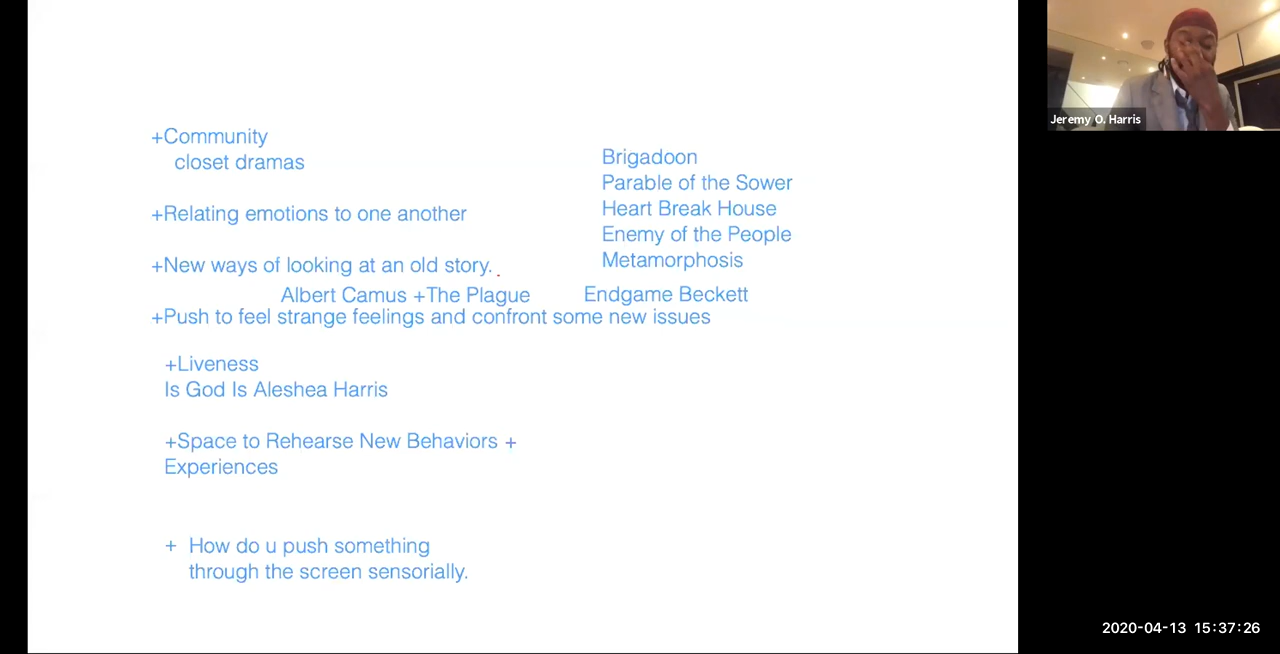 +Community
closet dramas
+Relating emotions to one another
+New ways of looking at an old story.
Albert Camus +The Plague
+Push to feel strange feelings and confront some new issues
+Liveness
Is God Is Aleshea Harris
+Space to Rehearse New Behaviors +
Experiences
+ How do u push something
through the screen sensorially.
Brigadoon
Parable of the Sower
Heart Break House
Enemy of the People
Metamorphosis
Endgame Beckett
Jeremy O. Harris
2020-04-13 15:37:26